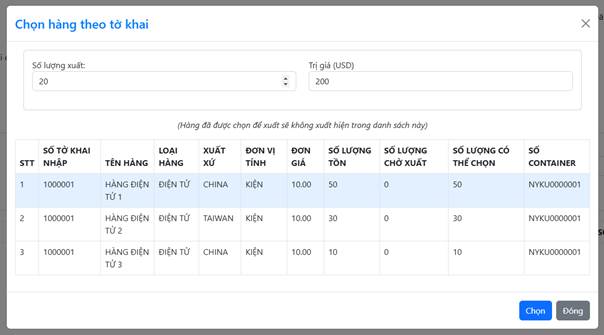 Chọn hàng theo tờ khai
Số lượng xuất: Trị giá (USD)
20 200
(Hàng đã được chọn để xuất sẽ không xuất hiện trong danh sách này)
STT SỐ TỜ KHAI NHẬP TÊN HÀNG LOẠI HÀNG XUẤT XỨ ĐƠN VỊ TÍNH ĐƠN GIÁ SỐ LƯỢNG TỒN SỐ LƯỢNG CHỜ XUẤT SỐ LƯỢNG CÓ THỂ CHỌN SỐ CONTAINER
1 1000001 HÀNG ĐIỆN TỬ 1 ĐIỆN TỬ CHINA KIỆN 10.00 50 0 50 NYKU0000001
2 1000001 HÀNG ĐIỆN TỬ 2 ĐIỆN TỬ TAIWAN KIỆN 10.00 30 0 30 NYKU0000001
3 1000001 HÀNG ĐIỆN TỬ 3 ĐIỆN TỬ CHINA KIỆN 10.00 10 0 10 NYKU0000001
Chọn Đóng